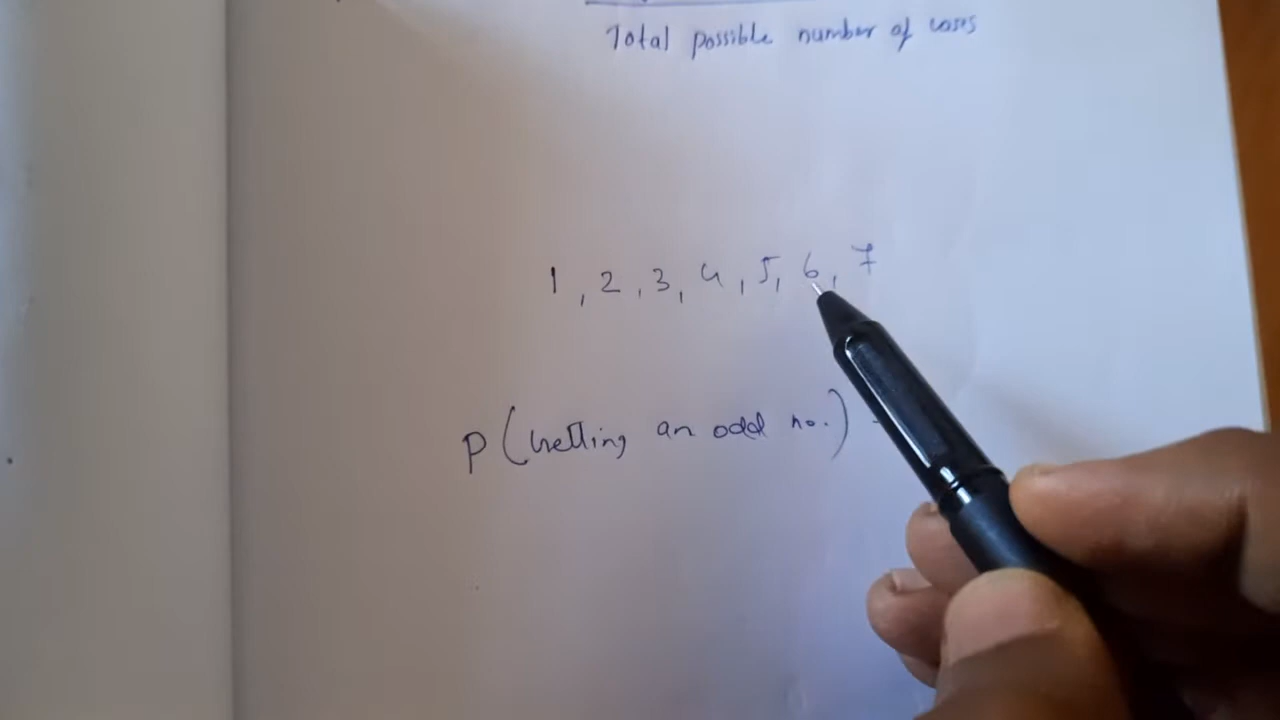 Total possible number of cases
1, 2, 3, 4, 5, 6, 7
P(Getting an odd no.)